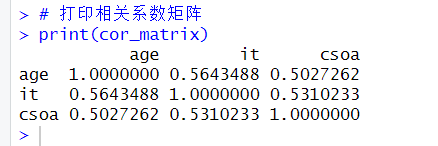 > # 打印相关系数矩阵
> print(cor_matrix)
            age        it      csoa
age   1.0000000 0.5643488 0.5027262
it    0.5643488 1.0000000 0.5310233
csoa  0.5027262 0.5310233 1.0000000
>